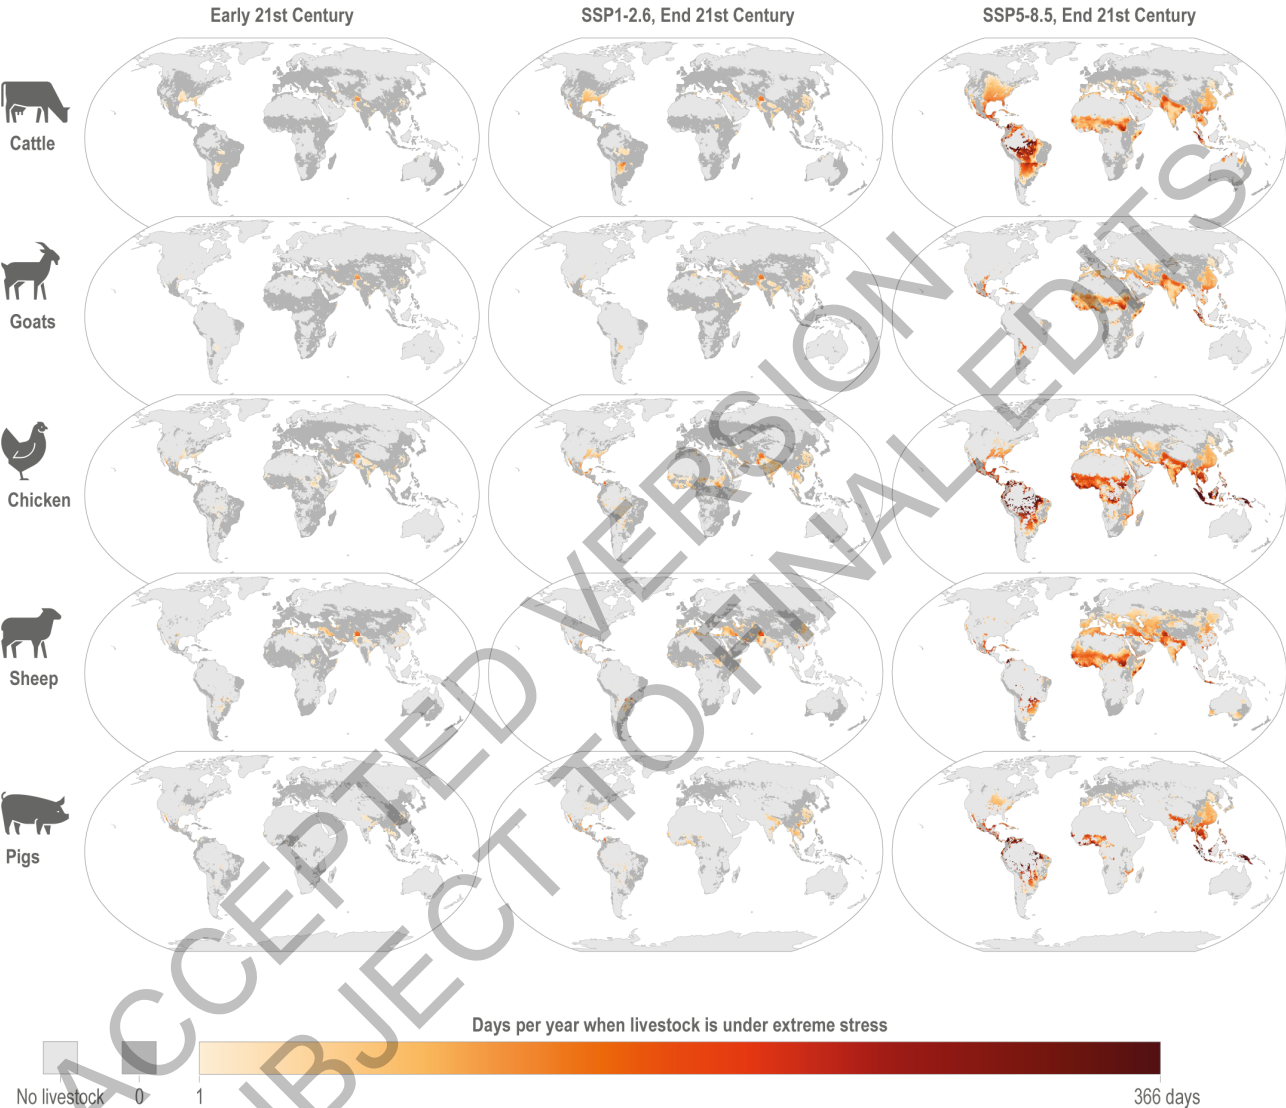 Early 21st Century
SSP1-2.6, End 21st Century
SSP5-8.5, End 21st Century
Cattle
Goats
Chicken
Sheep
Pigs
ACCEPTED VERSION
SUBJECT TO FINAL EDITS
Days per year when livestock is under extreme stress
No livestock
0
1
366 days